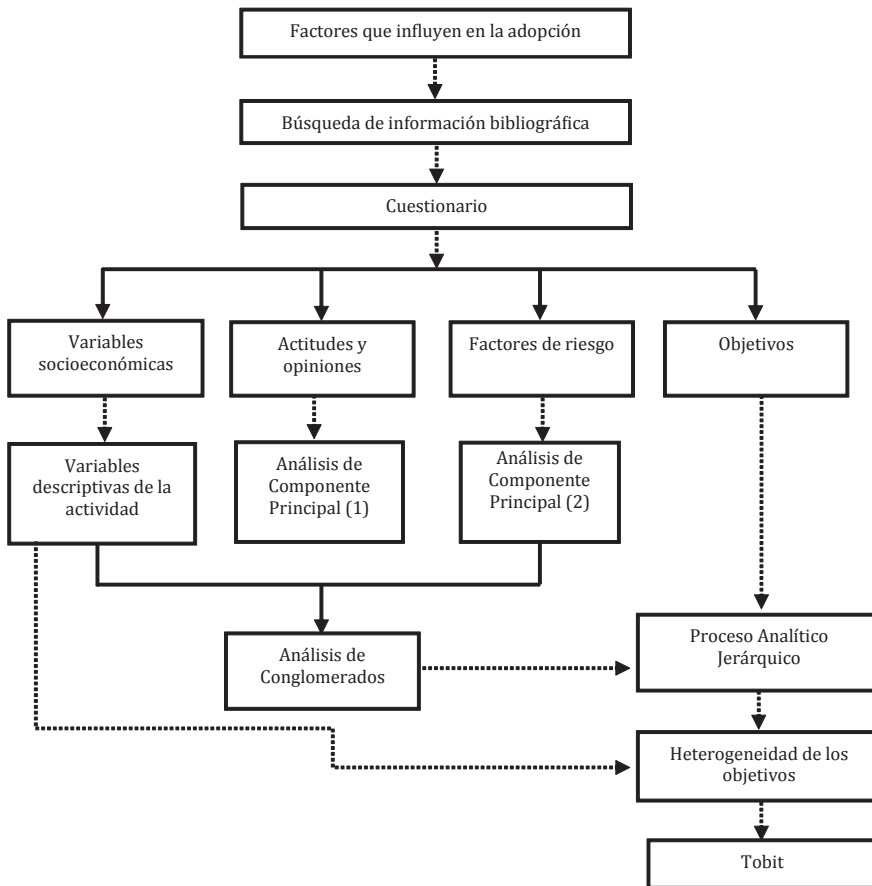 Factores que influyen en la adopción
Búsqueda de información bibliográfica
Cuestionario
Variables
socioeconómicas
Actitudes y
opiniones
Factores de riesgo
Objetivos
Variables
descriptivas de la
actividad
Análisis de
Componente
Principal (1)
Análisis de
Componente
Principal (2)
Análisis de
Conglomerados
Proceso Analítico
Jerárquico
Heterogeneidad de los
objetivos
Tobit